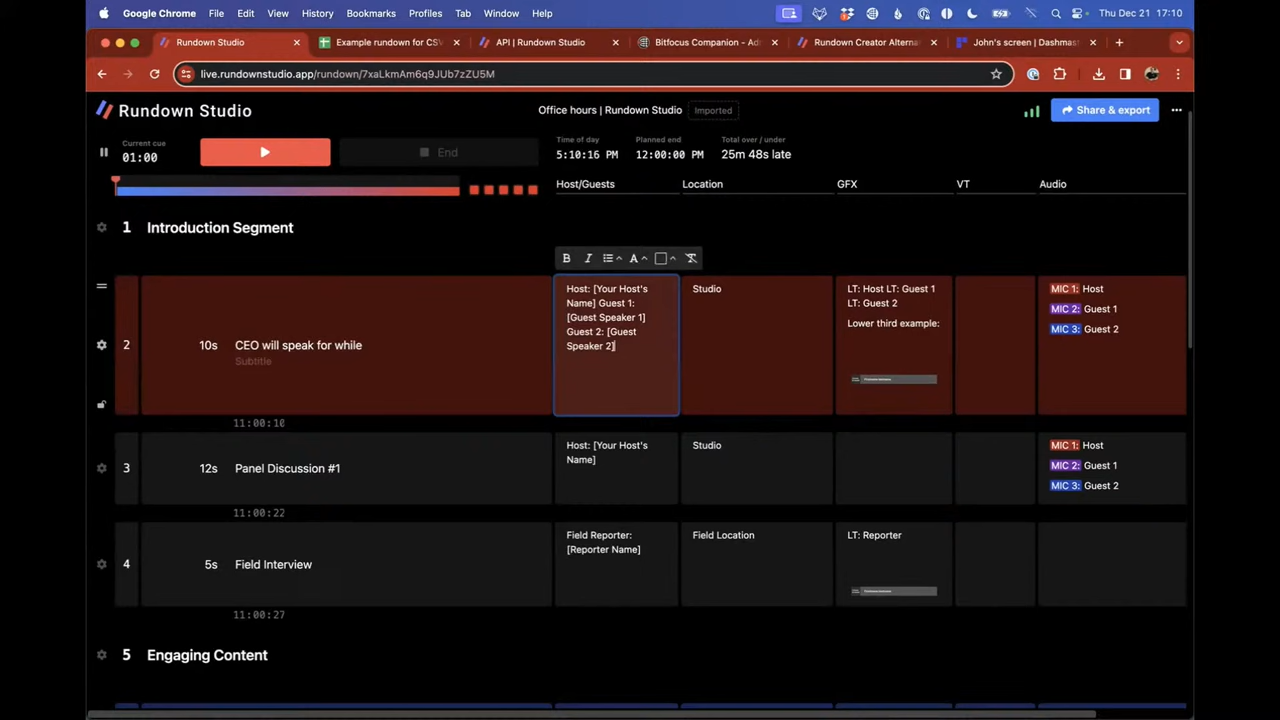 Google Chrome File Edit View History Bookmarks Profiles Tab Window Help Thu Dec 21 17:10
Rundown Studio Example rundown for CSV API | Rundown Studio Bitfocus Companion - Ad Rundown Creator Alterna John's screen | Dashmast
live.rundownstudio.app/rundown/7xaLkmAm6q9JUb7zZU5M
Rundown Studio Office hours | Rundown Studio Imported Share & export
Current cue
01:00
End
Time of day Planned end Total over / under
5:10:16 PM 12:00:00 PM 25m 48s late
Host/Guests Location GFX VT Audio
1 Introduction Segment
B I A
2 10s CEO will speak for while
Subtitle
Host: [Your Host's
Name] Guest 1:
[Guest Speaker 1]
Guest 2: [Guest
Speaker 2]
Studio
LT: Host LT: Guest 1
LT: Guest 2
Lower third example:
MIC 1: Host
MIC 2: Guest 1
MIC 3: Guest 2
11:00:10
3 12s Panel Discussion #1
Host: [Your Host's
Name]
Studio
MIC 1: Host
MIC 2: Guest 1
MIC 3: Guest 2
11:00:22
4 5s Field Interview
Field Reporter:
[Reporter Name]
Field Location
LT: Reporter
11:00:27
5 Engaging Content